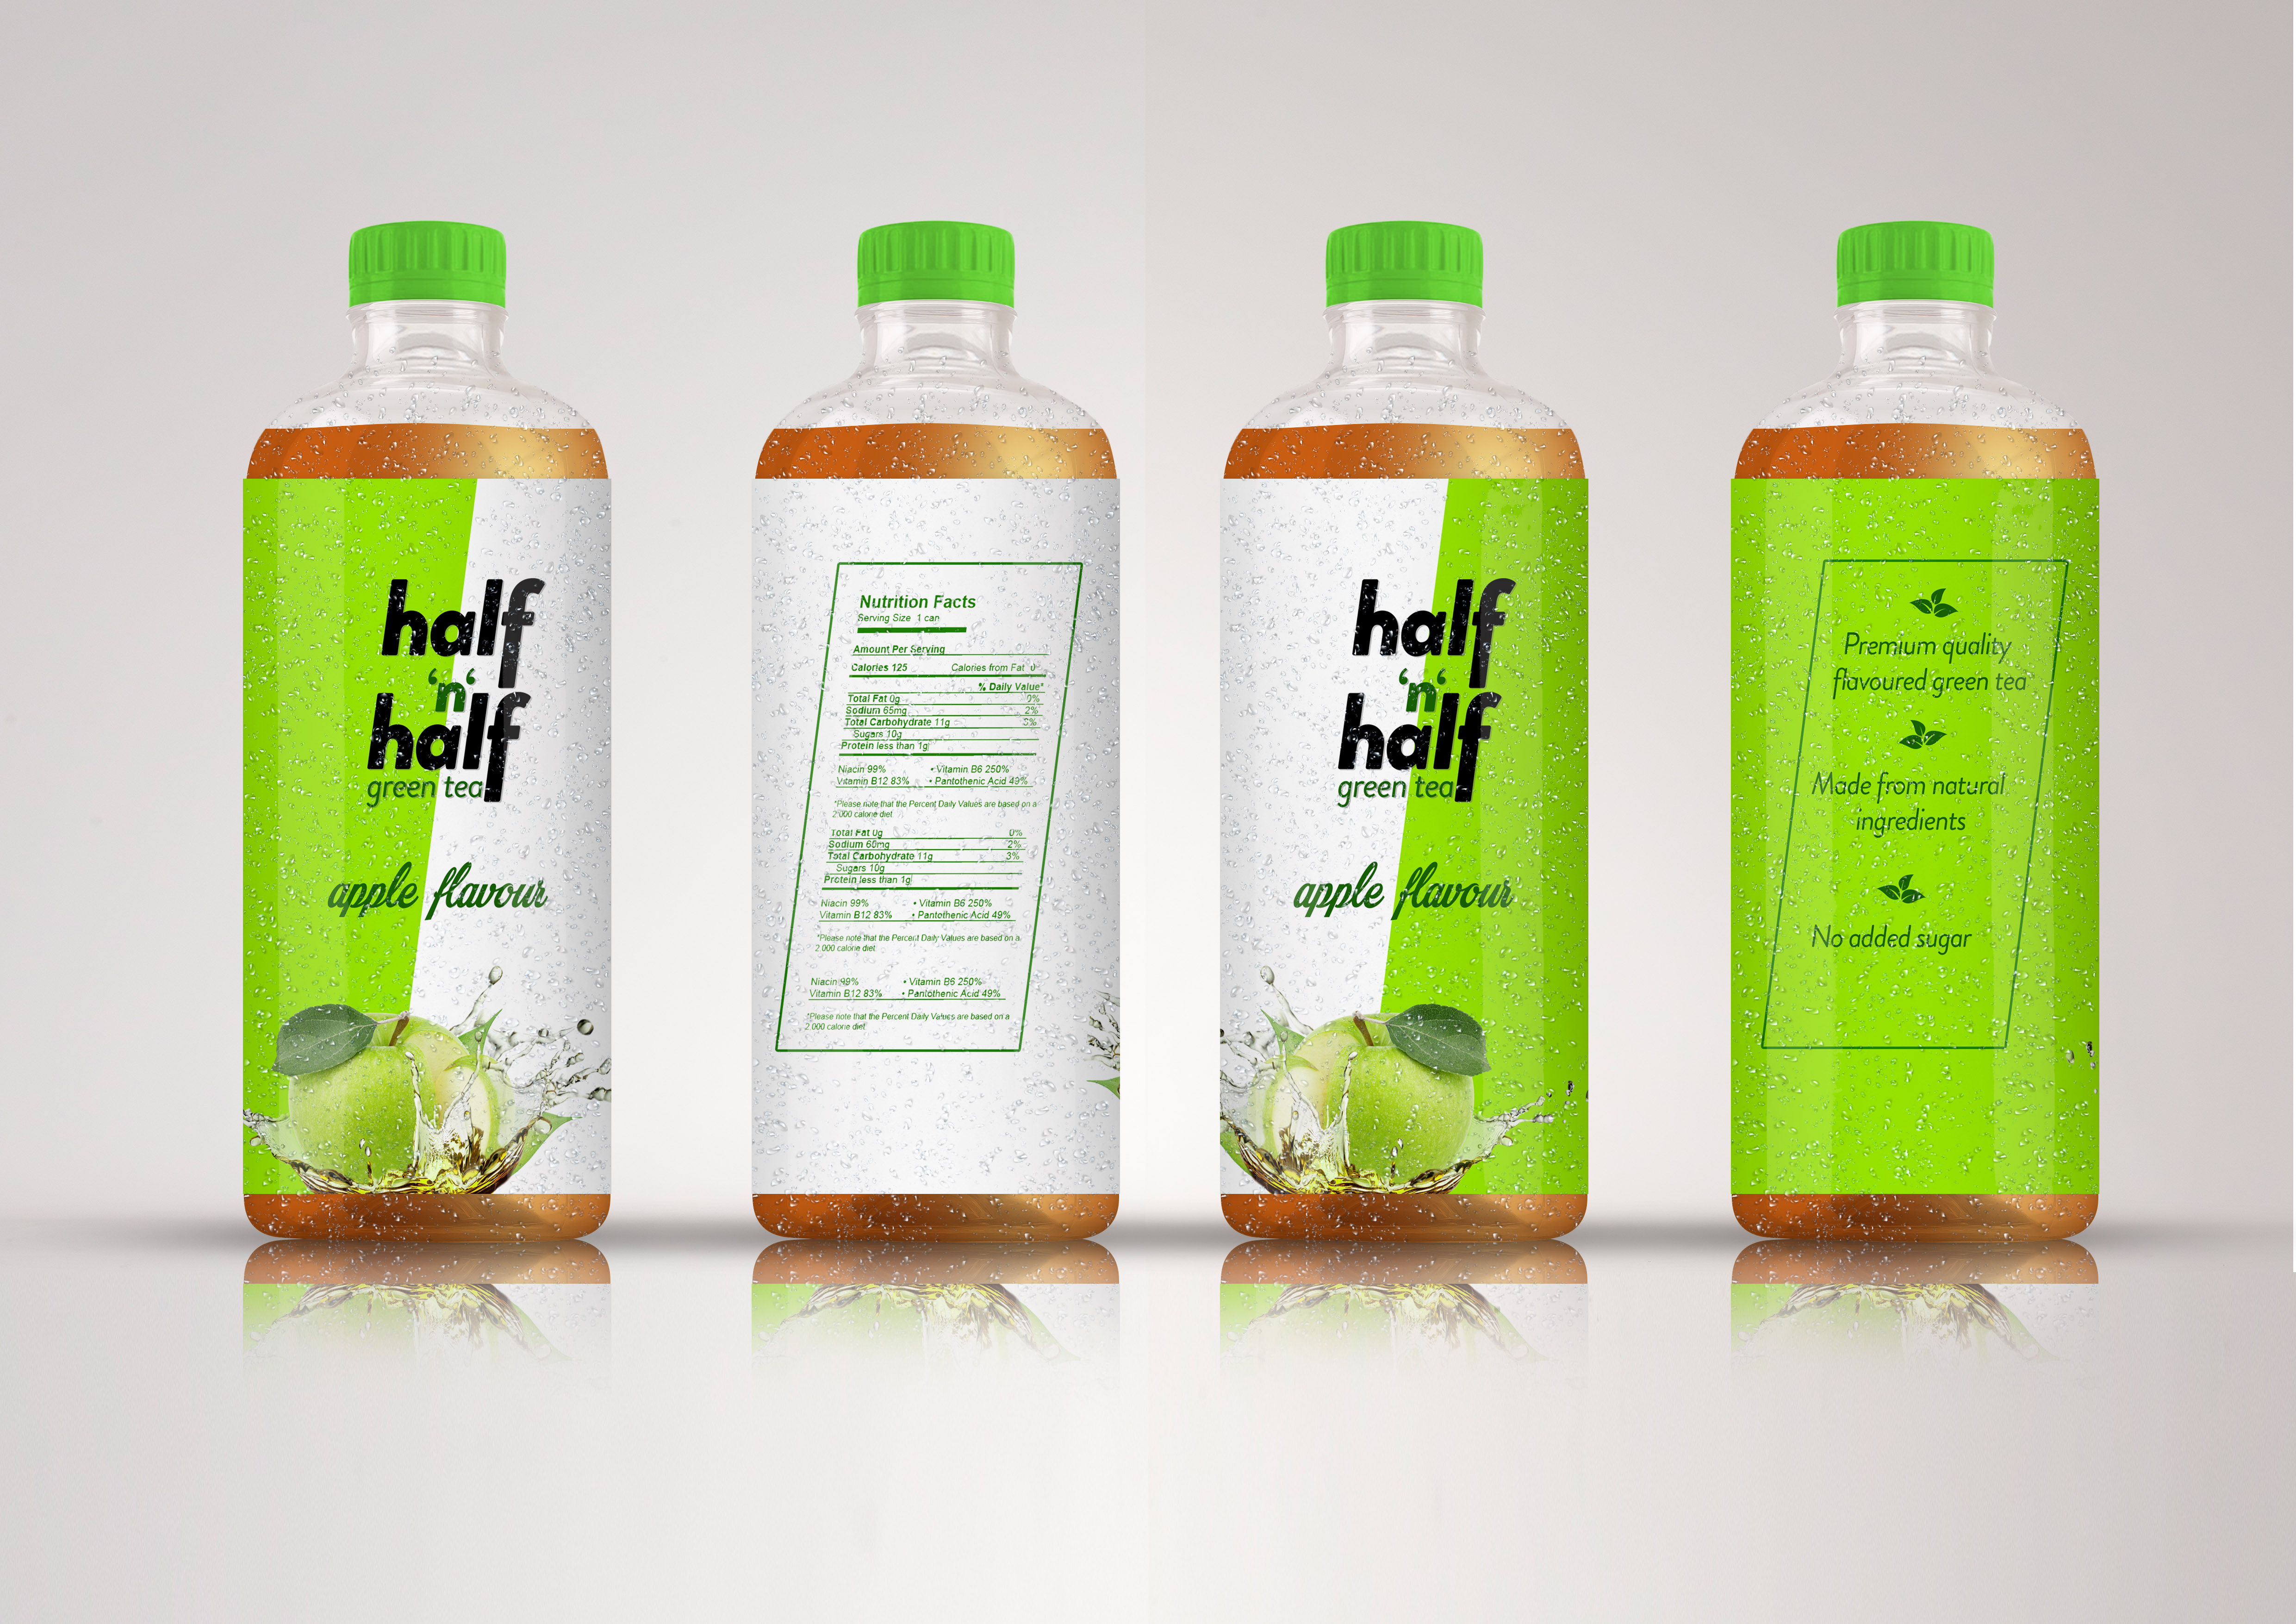 half
'n'
half
green tea
apple flavour
Nutrition Facts
Serving Size 1 can
Amount Per Serving
Calories 125 Calories from Fat 0
% Daily Value*
Total Fat 0g 0%
Sodium 65mg 2%
Total Carbohydrate 11g 3%
Sugars 10g
Protein less than 1g
Niacin 99% • Vitamin B6 250%
Vitamin B12 83% • Pantothenic Acid 49%
*Please note that the Percent Daily Values are based on a
2.000 calorie diet
Total Fat 0g 0%
Sodium 60mg 2%
Total Carbohydrate 11g 3%
Sugars 10g
Protein less than 1g
Niacin 99% • Vitamin B6 250%
Vitamin B12 83% • Pantothenic Acid 49%
*Please note that the Percent Daily Values are based on a
2.000 calorie diet
Niacin 99% • Vitamin B6 250%
Vitamin B12 83% • Pantothenic Acid 49%
*Please note that the Percent Daily Values are based on a
2.000 calorie diet
half
'n'
half
green tea
apple flavour
Premium quality
flavoured green tea
Made from natural
ingredients
No added sugar